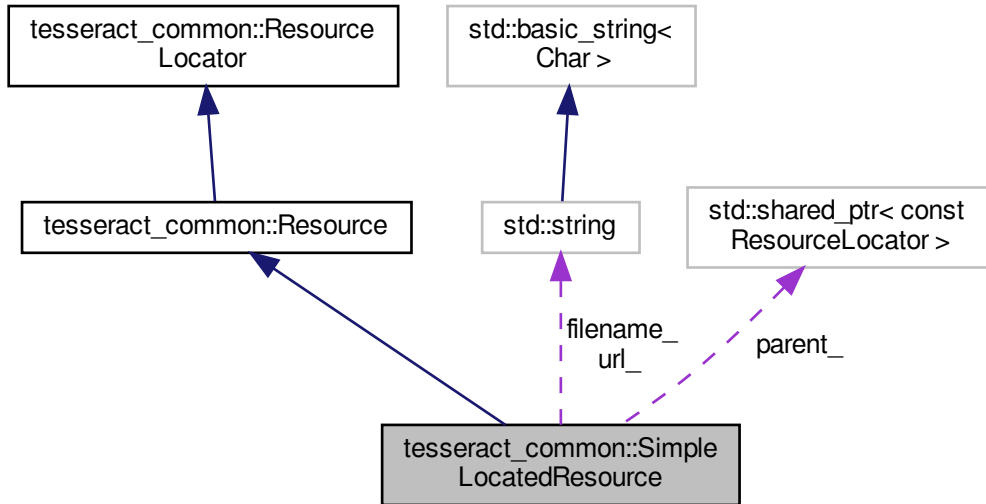 tesseract_common::Resource
Locator
std::basic_string<
Char >
tesseract_common::Resource
std::string
std::shared_ptr< const
ResourceLocator >
filename_
url_
parent_
tesseract_common::Simple
LocatedResource